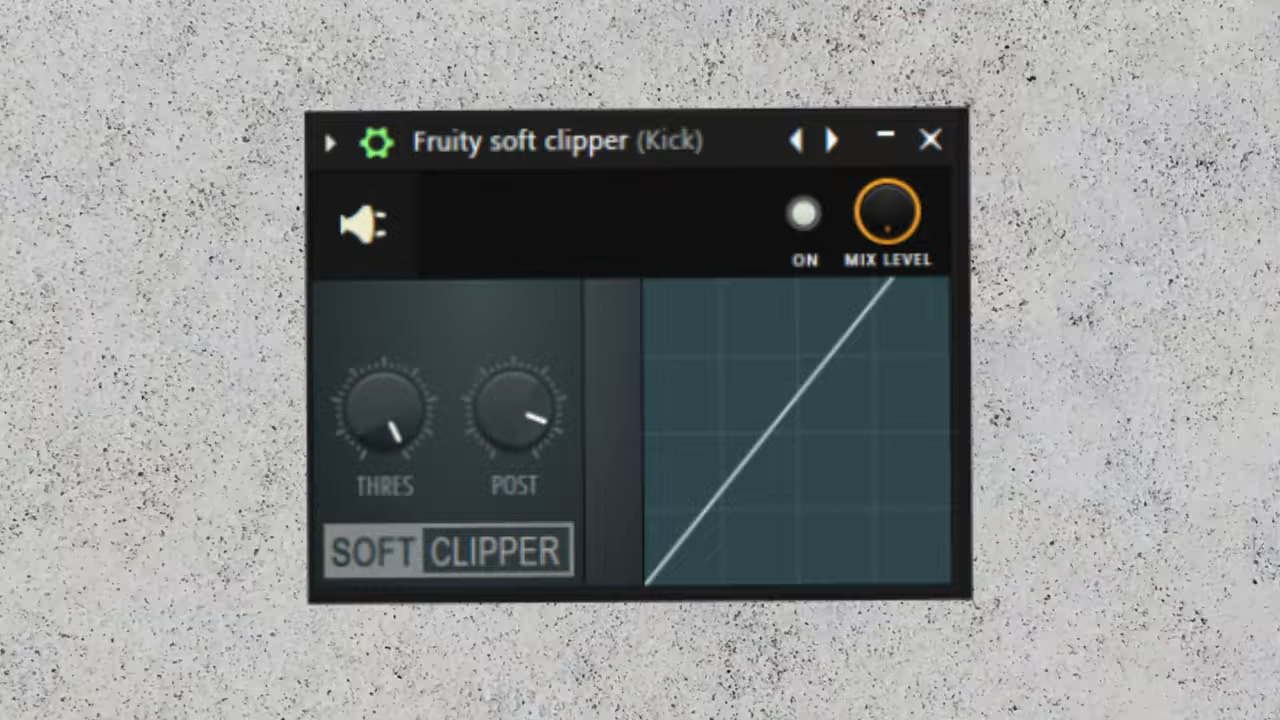 Fruity soft clipper (Kick)
ON
MIX LEVEL
THRES
POST
SOFT CLIPPER